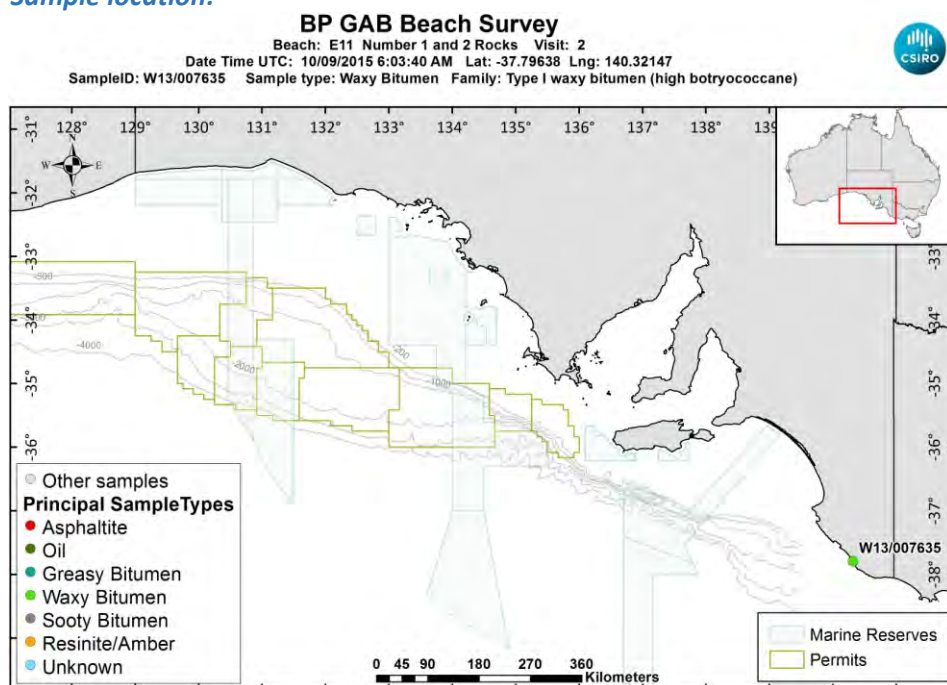 Sample location:
BP GAB Beach Survey
Beach: E11 Number 1 and 2 Rocks Visit: 2
Date Time UTC: 10/09/2015 6:03:40 AM Lat: -37.79638 Lng: 140.32147
SampleID: W13/007635 Sample type: Waxy Bitumen Family: Type I waxy bitumen (high botryococcane)
CSIRO
128° 129° 130° 131° 132° 133° 134° 135° 136° 137° 138° 139
-31° 
N
W E
S
-32°
-33° -33°
-34° -34°
-35° -35°
-36° -36°
-37° -37°
-38°
-200
-1000
-2000
-4000
W13/007635
Other samples
Principal SampleTypes
Asphaltite
Oil
Greasy Bitumen
Waxy Bitumen
Sooty Bitumen
Resinite/Amber
Unknown
0 45 90 180 270 360
Kilometers
Marine Reserves
Permits